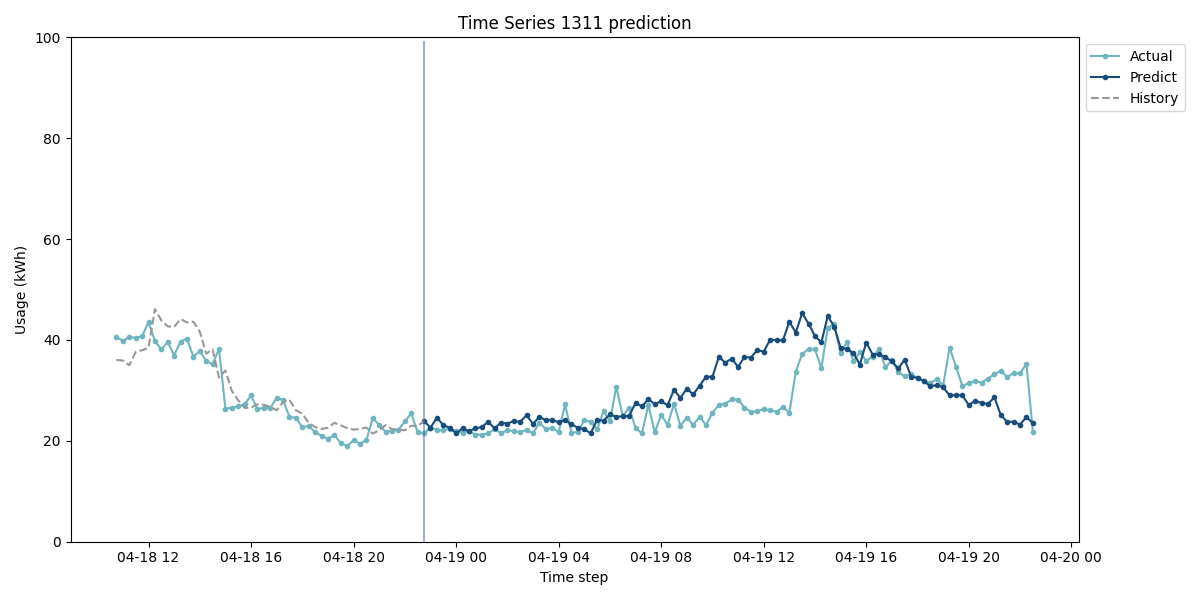 Time Series 1311 prediction
100
80
60
40
20
0
Usage (kWh)
04-18 12
04-18 16
04-18 20
04-19 00
04-19 04
04-19 08
04-19 12
04-19 16
04-19 20
04-20 00
Time step
Actual
Predict
History